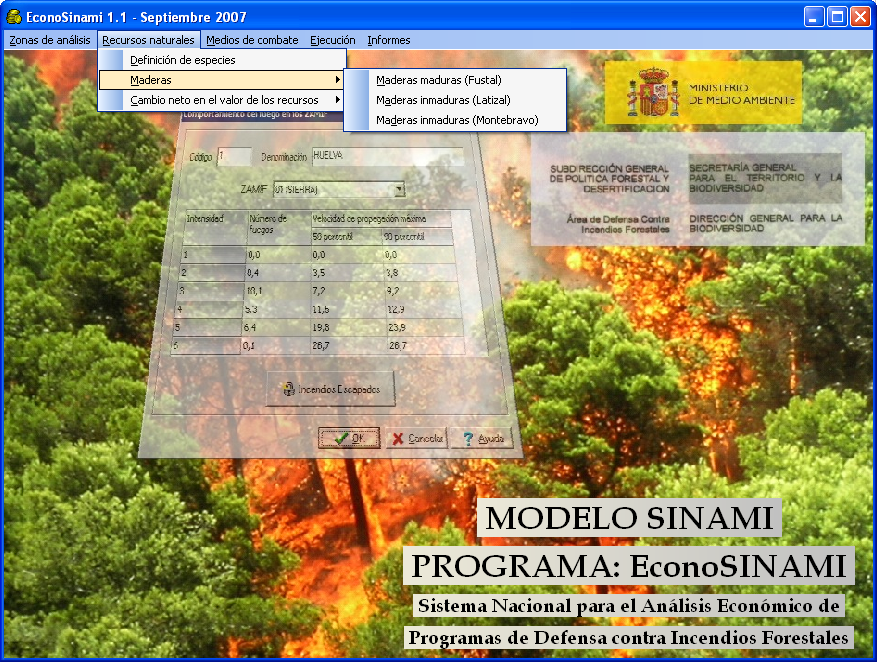 EconoSinami 1.1 - Septiembre 2007
Zonas de análisis Recursos naturales Medios de combate Ejecución Informes
Definición de especies
Maderas
Cambio neto en el valor de los recursos
Maderas maduras (Fustal)
Maderas inmaduras (Latizal)
Maderas inmaduras (Montebravo)
MINISTERIO
DE MEDIO AMBIENTE
SUBDIRECCIÓN GENERAL
DE POLITICA FORESTAL Y
DESERTIFICACION
SECRETARÍA GENERAL
PARA EL TERRITORIO Y LA
BIODIVERSIDAD
Área de Defensa Contra
Incendios Forestales
DIRECCIÓN GENERAL PARA LA
BIODIVERSIDAD
Comportamiento del fuego en los ZAMIF
Código 1 Denominación HUELVA
ZAMIF 01 (SIERRA)
Intensidad Número de fuegos Velocidad de propagación máxima
50 percentil 90 percentil
1 0,0 0,0 0,0
2 0,4 3,5 3,8
3 10,1 7,2 9,2
4 5,3 11,5 12,9
5 6,4 19,8 23,9
6 0,1 26,7 26,7
Incendios Escapados
OK Cancelar Ayuda
MODELO SINAMI
PROGRAMA: EconoSINAMI
Sistema Nacional para el Análisis Económico de
Programas de Defensa contra Incendios Forestales